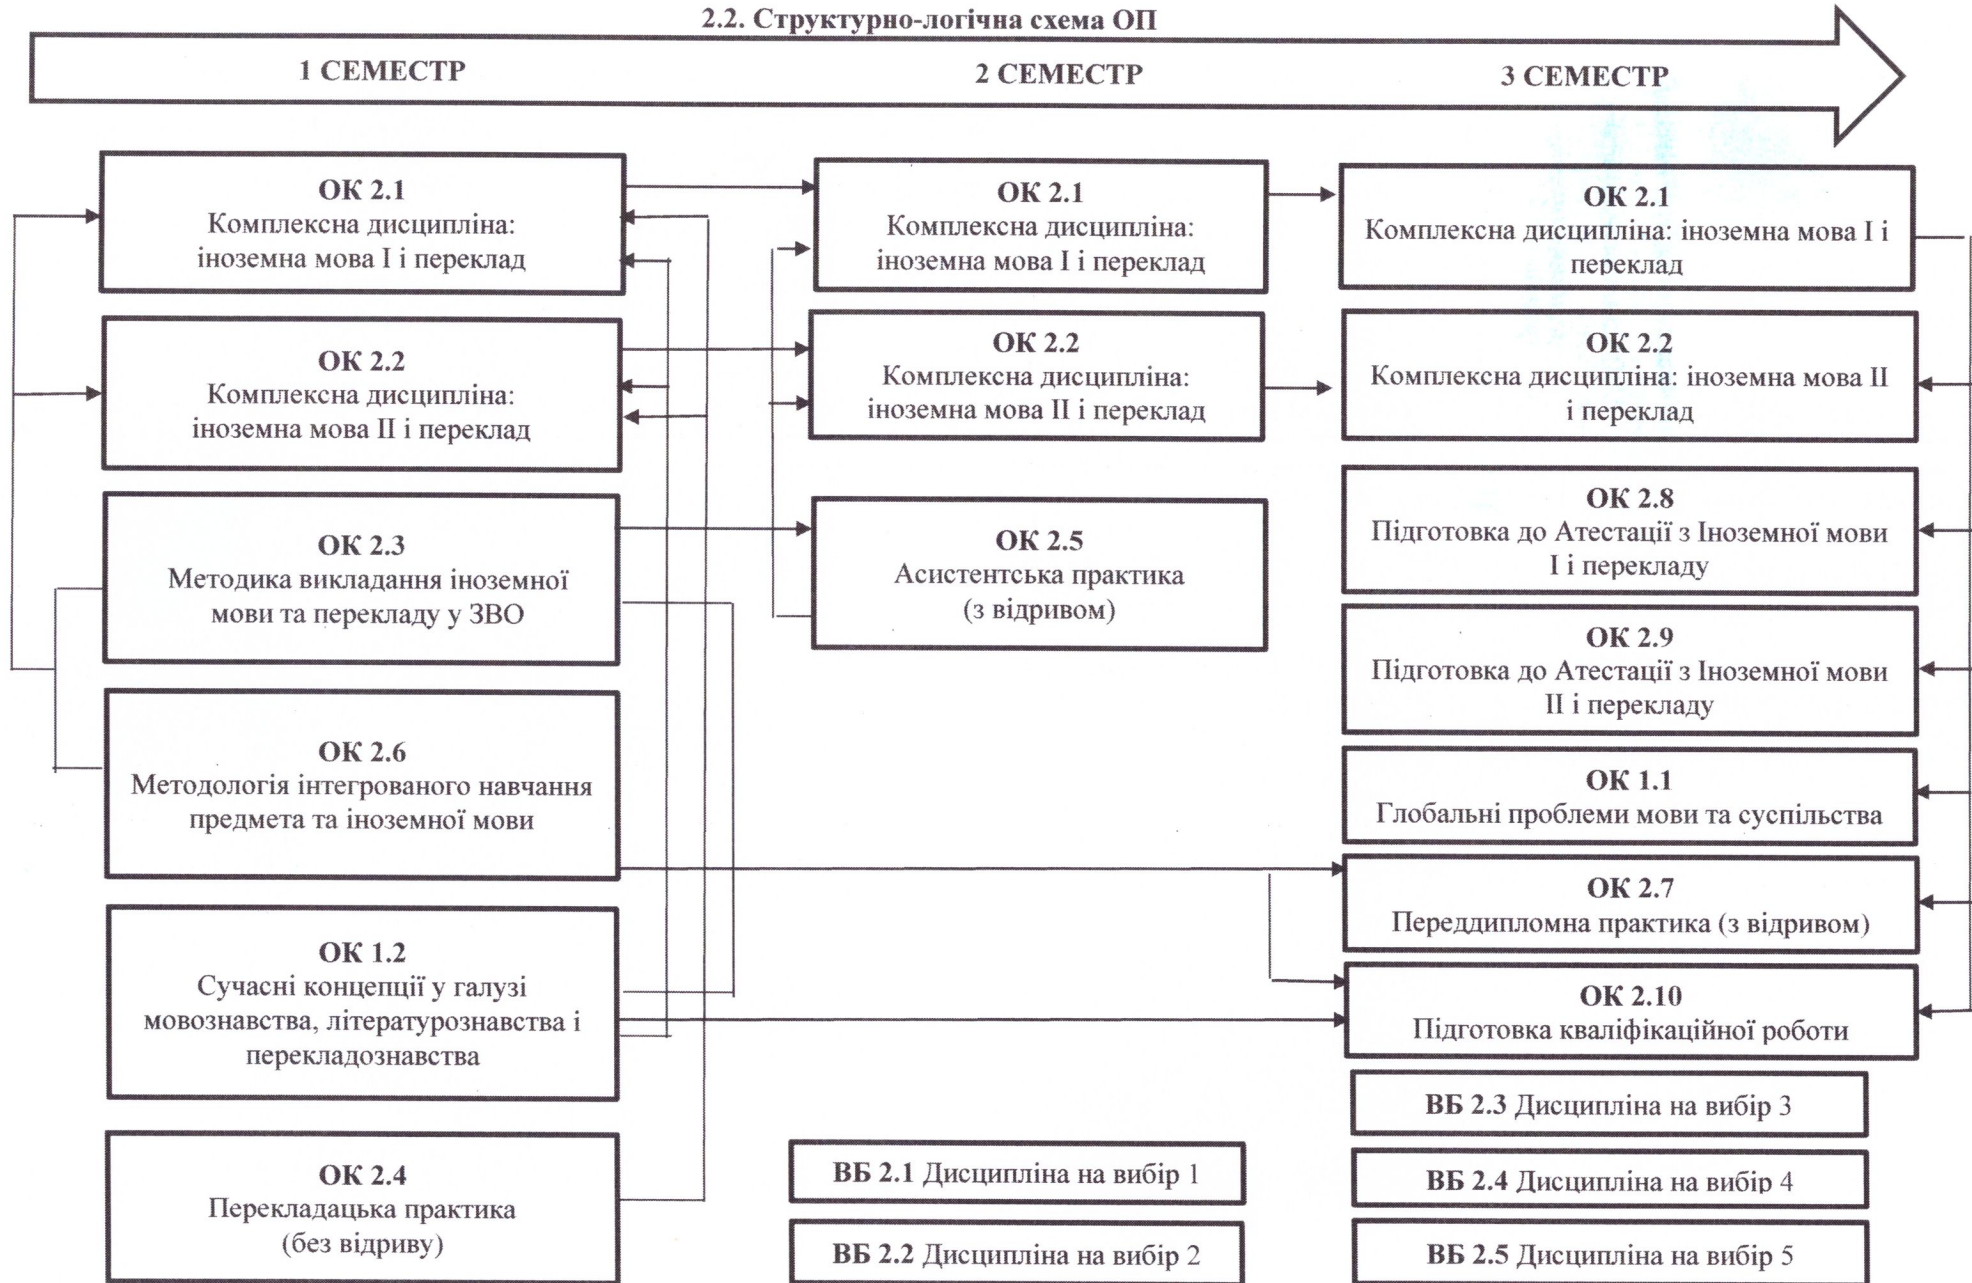 2.2. Структурно-логічна схема ОП
1 СЕМЕСТР
2 СЕМЕСТР
3 СЕМЕСТР
ОК 2.1
Комплексна дисципліна:
іноземна мова І і переклад
ОК 2.2
Комплексна дисципліна:
іноземна мова ІІ і переклад
ОК 2.3
Методика викладання іноземної
мови та перекладу у ЗВО
ОК 2.6
Методологія інтегрованого навчання
предмета та іноземної мови
ОК 1.2
Сучасні концепції у галузі
мовознавства, літературознавства і
перекладознавства
ОК 2.4
Перекладацька практика
(без відриву)
ОК 2.1
Комплексна дисципліна:
іноземна мова І і переклад
ОК 2.2
Комплексна дисципліна:
іноземна мова ІІ і переклад
ОК 2.5
Асистентська практика
(з відривом)
ВБ 2.1 Дисципліна на вибір 1
ВБ 2.2 Дисципліна на вибір 2
ОК 2.1
Комплексна дисципліна: іноземна мова І і
переклад
ОК 2.2
Комплексна дисципліна: іноземна мова ІІ
і переклад
ОК 2.8
Підготовка до Атестації з Іноземної мови
І і перекладу
ОК 2.9
Підготовка до Атестації з Іноземної мови
ІІ і перекладу
ОК 1.1
Глобальні проблеми мови та суспільства
ОК 2.7
Переддипломна практика (з відривом)
ОК 2.10
Підготовка кваліфікаційної роботи
ВБ 2.3 Дисципліна на вибір 3
ВБ 2.4 Дисципліна на вибір 4
ВБ 2.5 Дисципліна на вибір 5